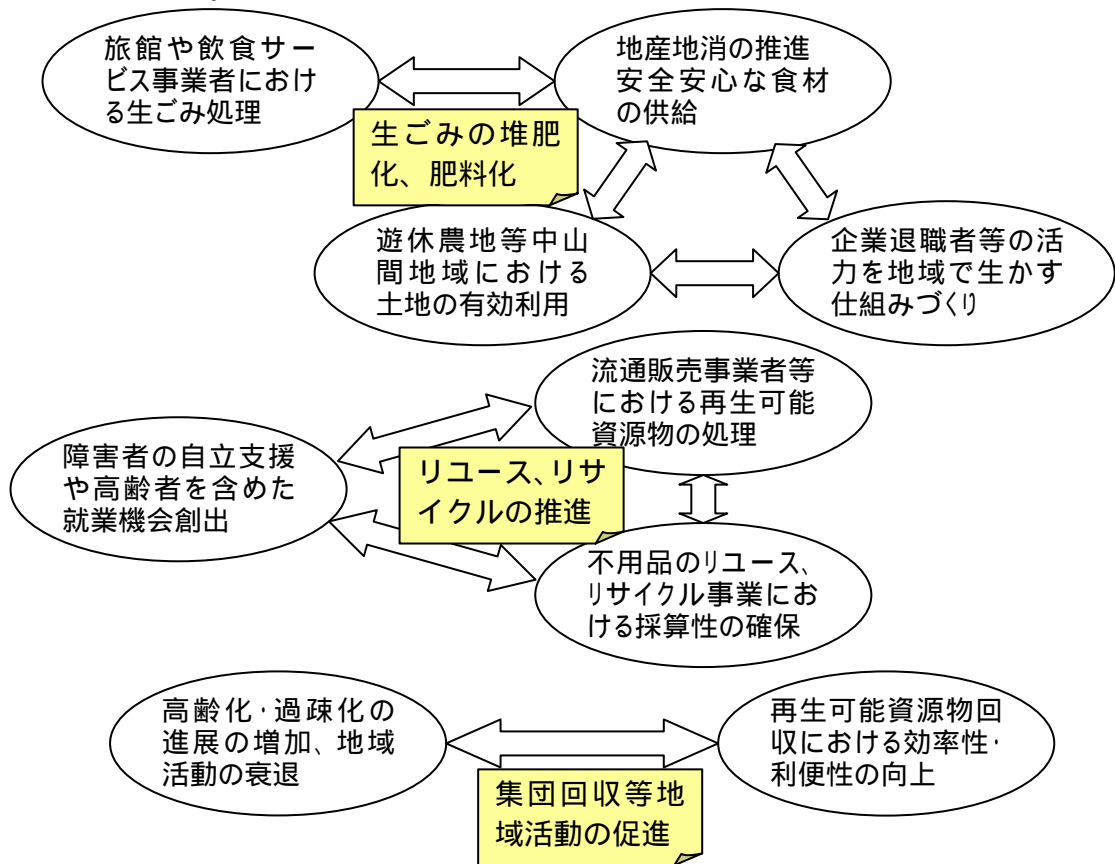 旅館や飲食サー
ビス事業者におけ
る生ごみ処理
地産地消の推進
安全安心な食材
の供給
生ごみの堆肥
化、肥料化
遊休農地等中山
間地域における
土地の有効利用
企業退職者等の活
力を地域で生かす
仕組みづくり
流通販売事業者等
における再生可能
資源物の処理
障害者の自立支援
や高齢者を含めた
就業機会創出
リユース、リサ
イクルの推進
不用品のリユース、
リサイクル事業にお
ける採算性の確保
高齢化・過疎化の
進展の増加、地域
活動の衰退
再生可能資源物回
収における効率性・
利便性の向上
集団回収等地
域活動の促進